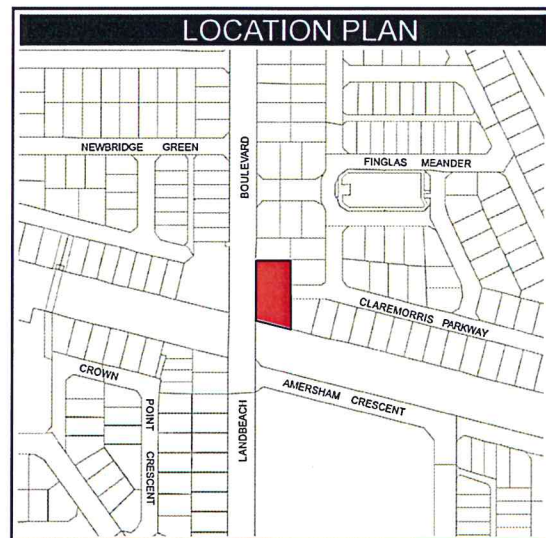 LOCATION PLAN
NEWBRIDGE GREEN
BOULEVARD
FINGLAS MEANDER
CLAREMORRIS PARKWAY
CROWN
POINT
CRESCENT
LANDBEACH
AMERSHAM CRESCENT